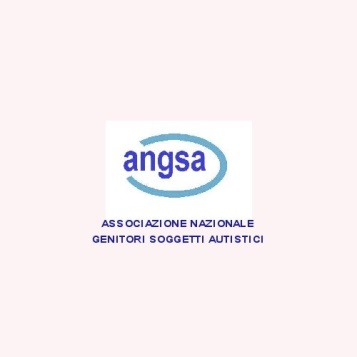 angsa
ASSOCIAZIONE NAZIONALE
GENITORI SOGGETTI AUTISTICI